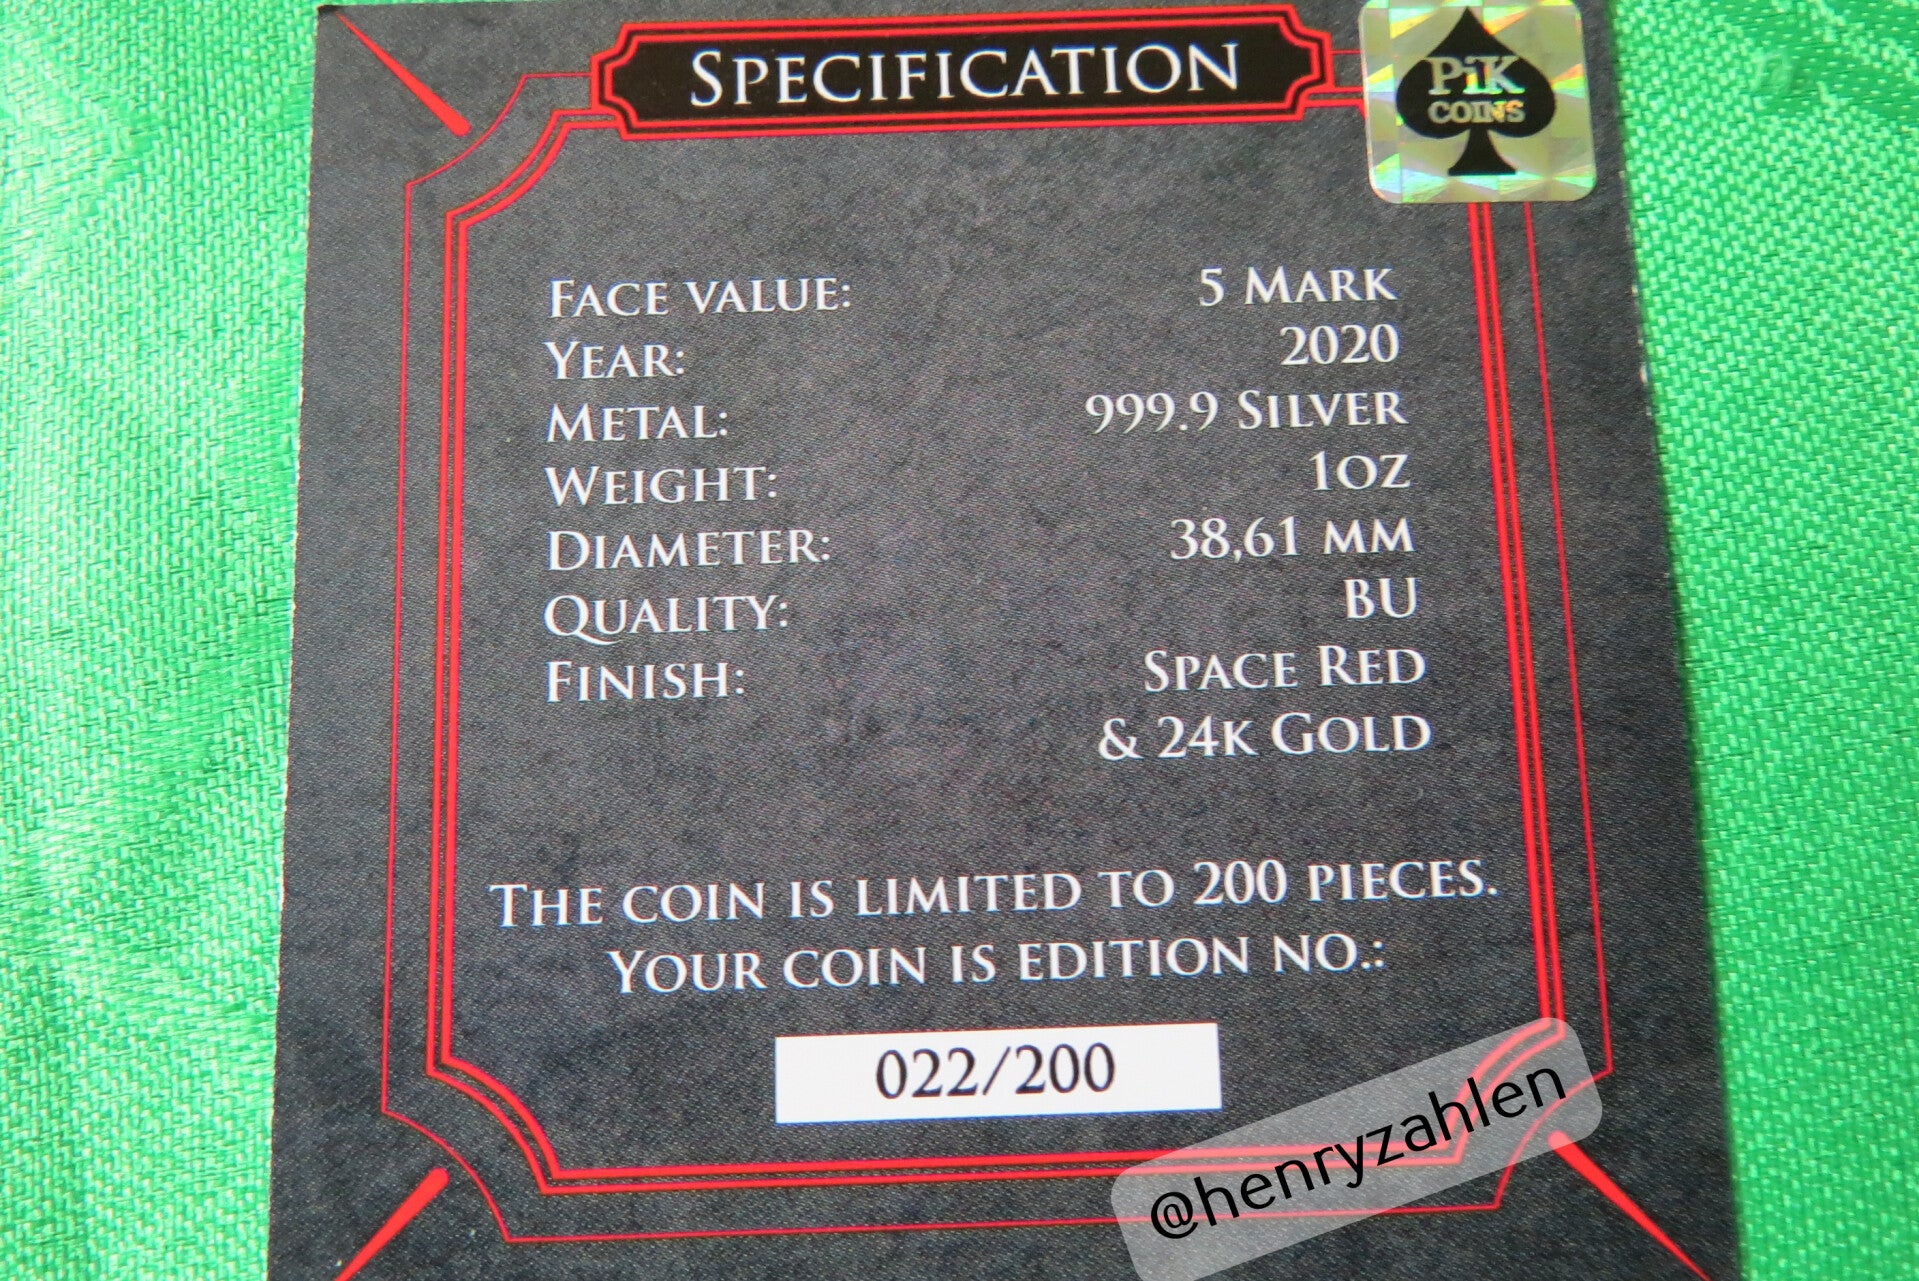 SPECIFICATION
PiK
COINS
FACE VALUE: 5 MARK
YEAR: 2020
METAL: 999.9 SILVER
WEIGHT: 1OZ
DIAMETER: 38,61 MM
QUALITY: BU
FINISH: SPACE RED
& 24K GOLD
THE COIN IS LIMITED TO 200 PIECES.
YOUR COIN IS EDITION NO.:
022/200
@henryzahlen